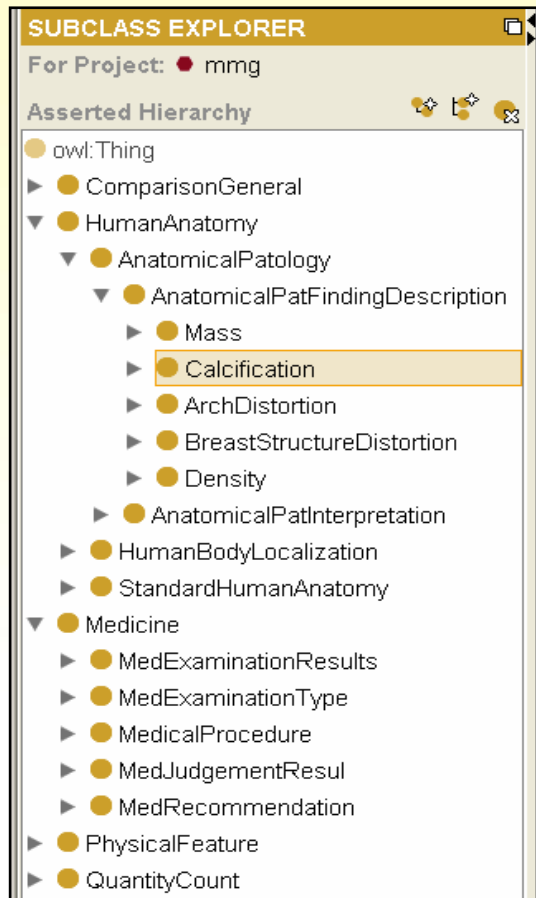 SUBCLASS EXPLORER
For Project: mmg
Asserted Hierarchy
owl:Thing
ComparisonGeneral
HumanAnatomy
AnatomicalPatology
AnatomicalPatFindingDescription
Mass
Calcification
ArchDistortion
BreastStructureDistortion
Density
AnatomicalPatInterpretation
HumanBodyLocalization
StandardHumanAnatomy
Medicine
MedExaminationResults
MedExaminationType
MedicalProcedure
MedJudgementResul
MedRecommendation
PhysicalFeature
QuantityCount